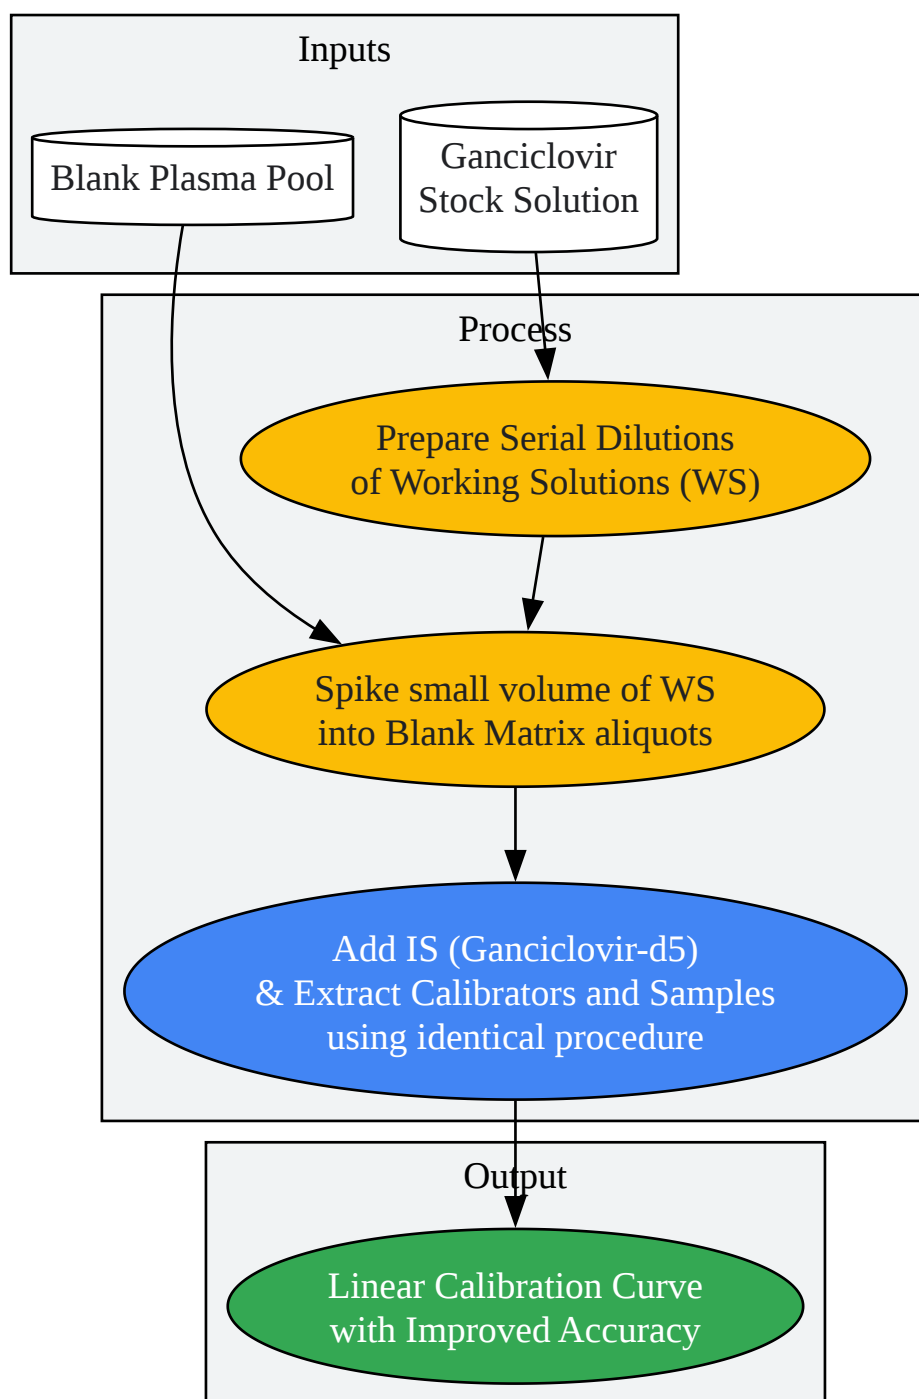 Inputs
Blank Plasma Pool
Ganciclovir
Stock Solution
Process
Prepare Serial Dilutions
of Working Solutions (WS)
Spike small volume of WS
into Blank Matrix aliquots
Add IS (Ganciclovir-d5)
& Extract Calibrators and Samples
using identical procedure
Output
Linear Calibration Curve
with Improved Accuracy